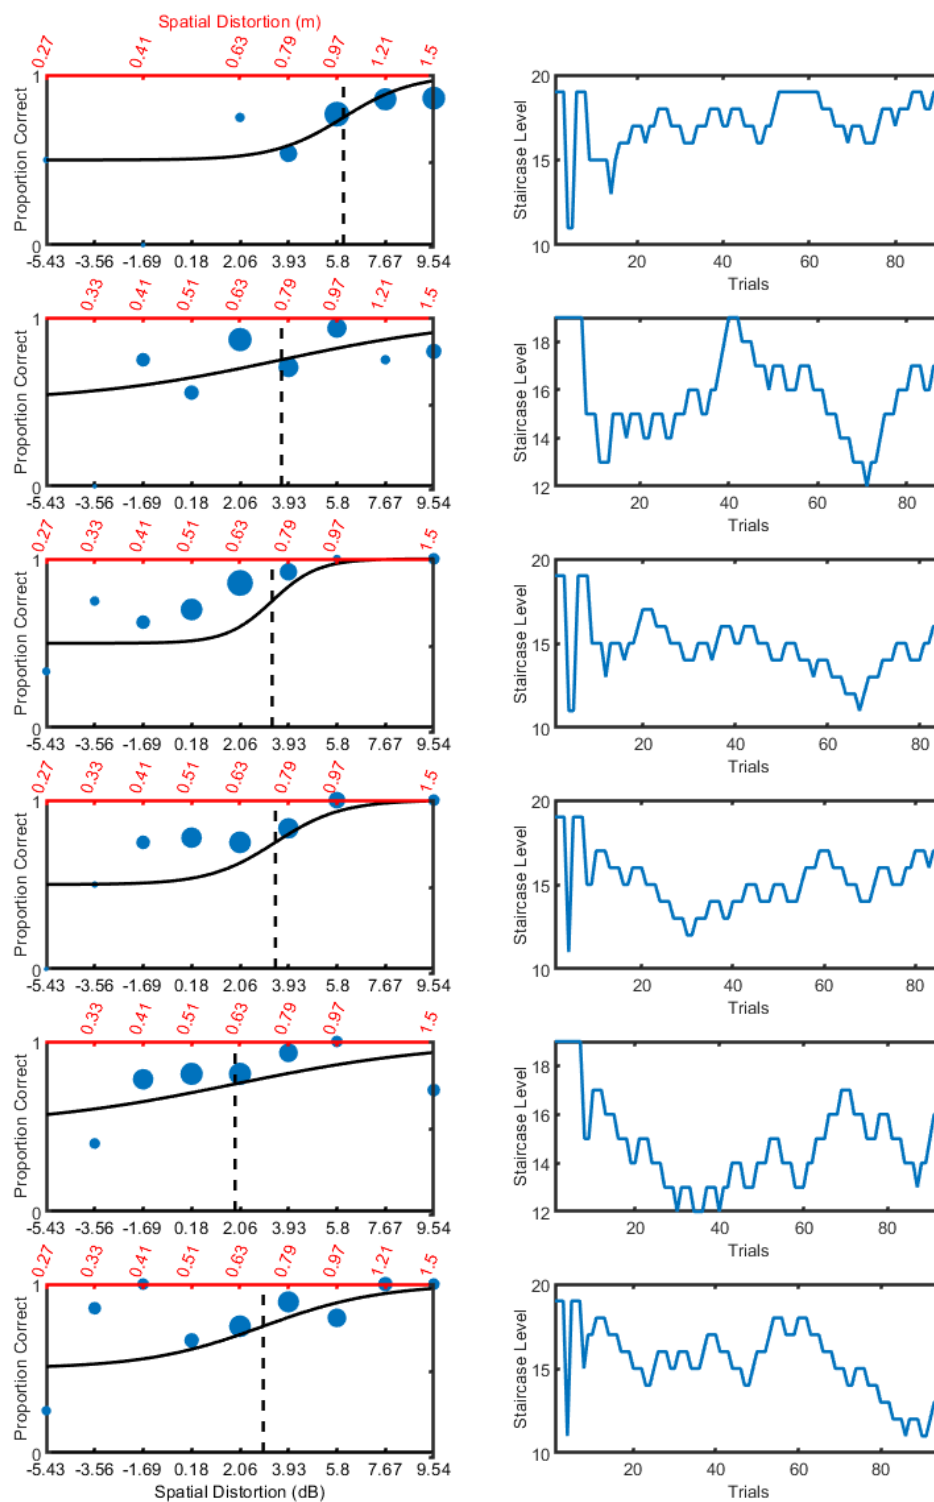 Spatial Distortion (m)
0.27 0.41 0.63 0.79 0.97 1.21 1.5
Proportion Correct
1
0
-5.43 -3.56 -1.69 0.18 2.06 3.93 5.8 7.67 9.54
Staircase Level
20
15
10
20 40 60 80
Trials
0.33 0.41 0.51 0.63 0.79 0.97 1.21 1.5
Proportion Correct
1
0
-5.43 -3.56 -1.69 0.18 2.06 3.93 5.8 7.67 9.54
Staircase Level
18
16
14
12
20 40 60 80
Trials
0.27 0.33 0.41 0.51 0.63 0.79 0.97 1.5
Proportion Correct
1
0
-5.43 -3.56 -1.69 0.18 2.06 3.93 5.8 7.67 9.54
Staircase Level
20
15
10
20 40 60 80
Trials
0.27 0.33 0.41 0.51 0.63 0.79 0.97 1.5
Proportion Correct
1
0
-5.43 -3.56 -1.69 0.18 2.06 3.93 5.8 7.67 9.54
Staircase Level
20
15
10
20 40 60 80
Trials
0.33 0.41 0.51 0.63 0.79 0.97 1.5
Proportion Correct
1
0
-5.43 -3.56 -1.69 0.18 2.06 3.93 5.8 7.67 9.54
Staircase Level
18
16
14
12
20 40 60 80
Trials
0.27 0.33 0.41 0.51 0.63 0.79 0.97 1.21 1.5
Proportion Correct
1
0
-5.43 -3.56 -1.69 0.18 2.06 3.93 5.8 7.67 9.54
Spatial Distortion (dB)
Staircase Level
20
15
10
20 40 60 80
Trials